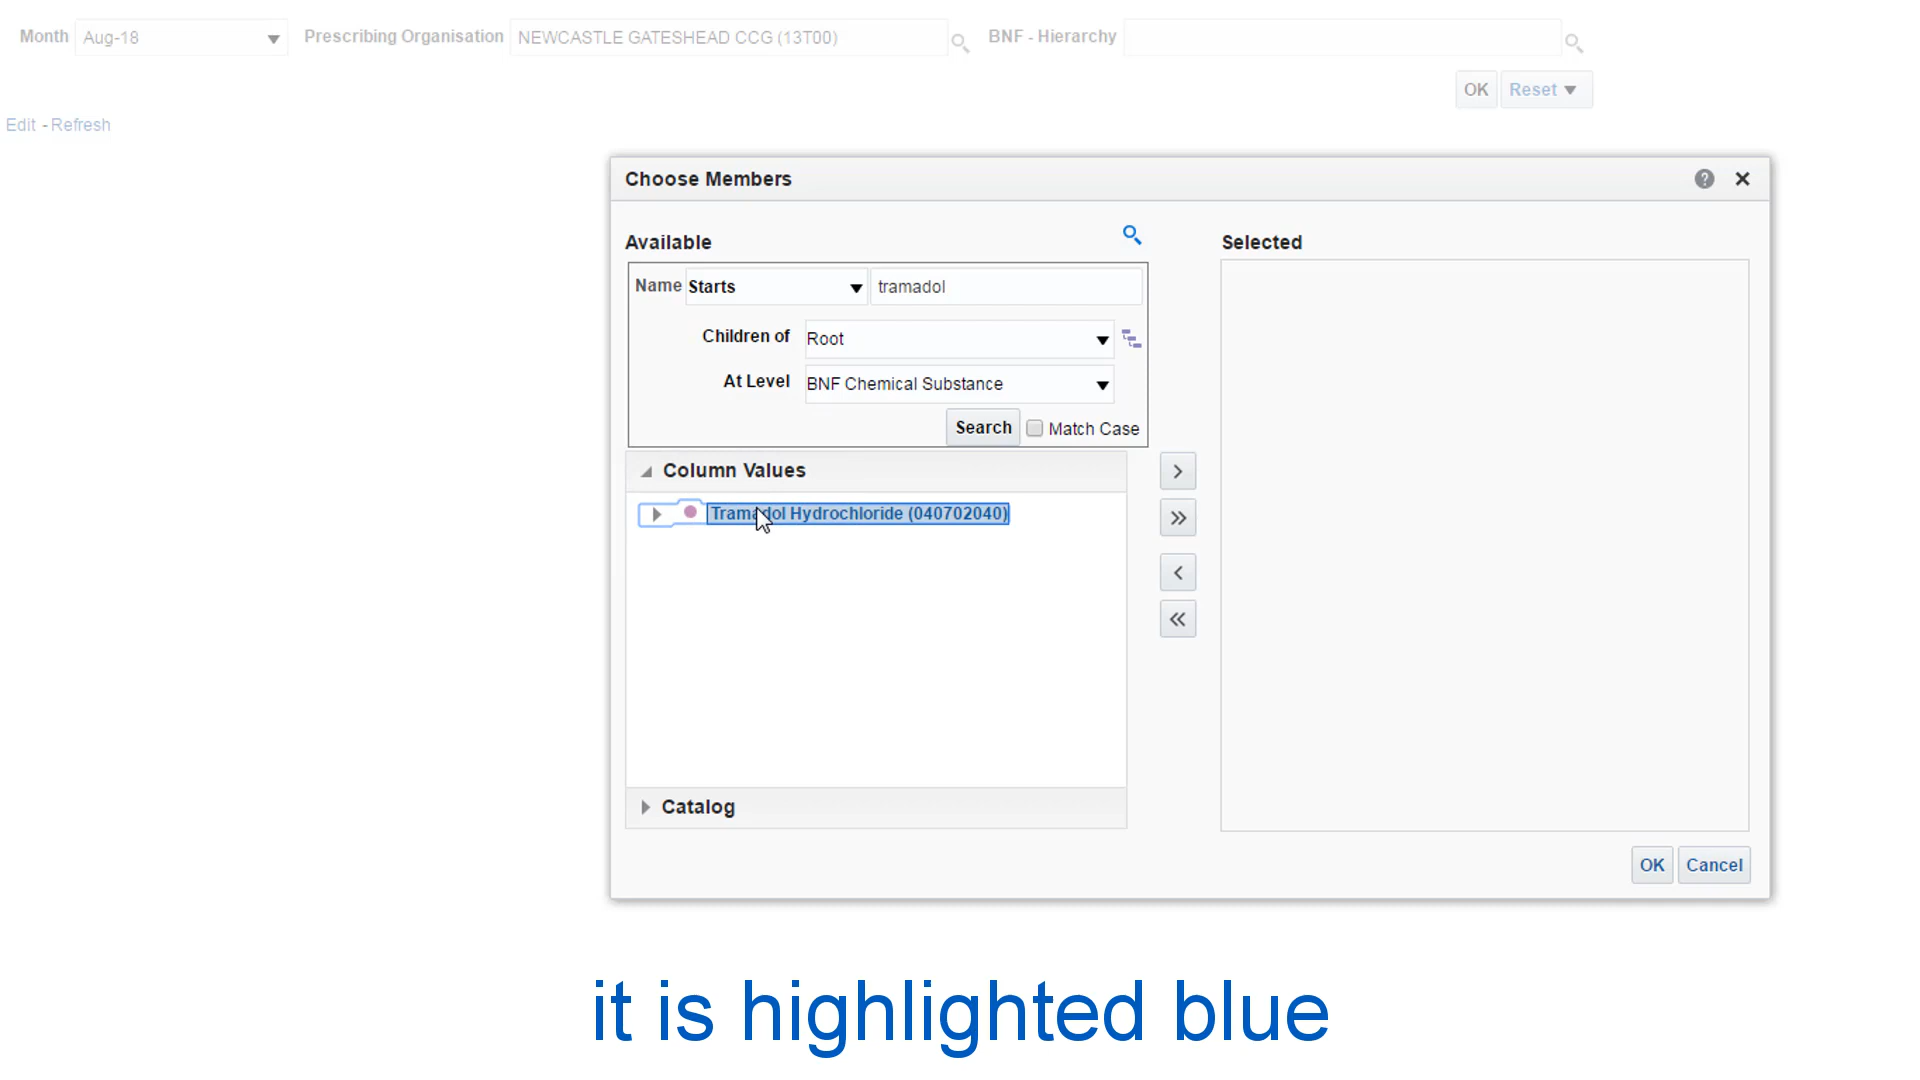 Month Aug-18 Prescribing Organisation NEWCASTLE GATESHEAD CCG (13T00) BNF - Hierarchy
OK Reset
Edit - Refresh
Choose Members
Available
Selected
Name Starts tramadol
Children of Root
At Level BNF Chemical Substance
Search Match Case
Column Values
Tramadol Hydrochloride (040702040)
Catalog
OK Cancel
it is highlighted blue